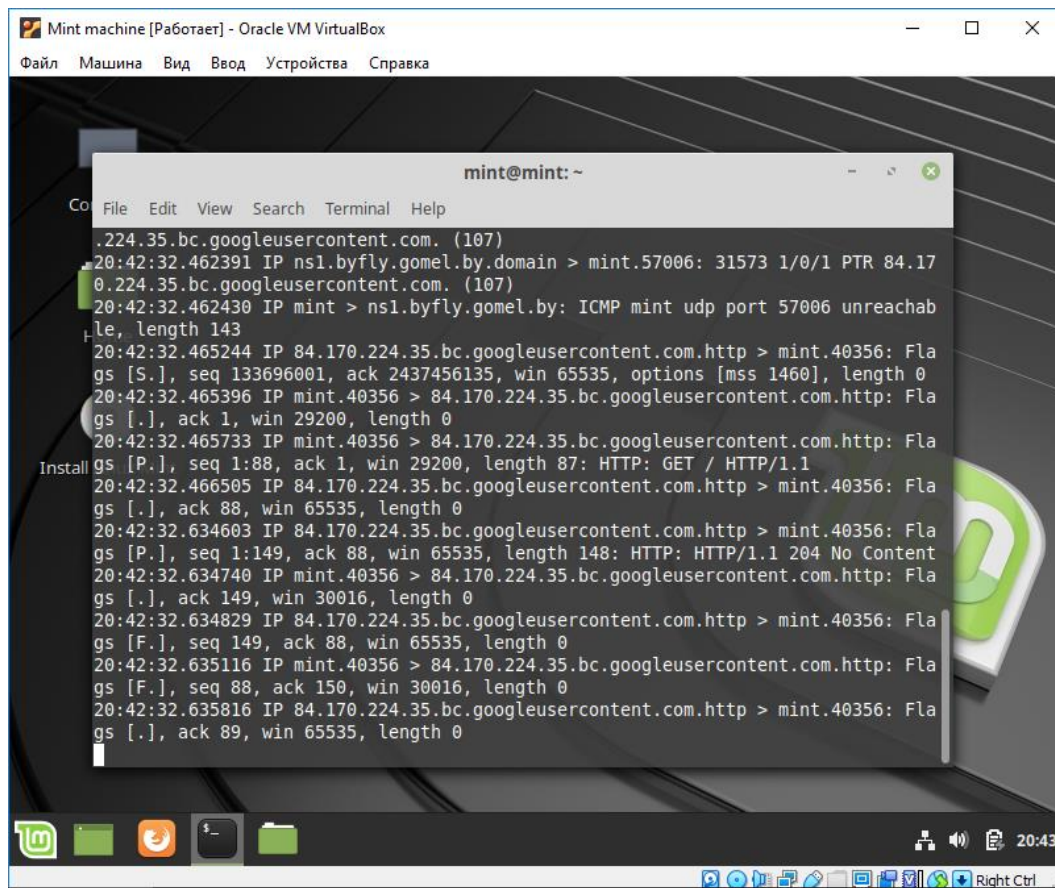 Mint machine [Работает] - Oracle VM VirtualBox
Файл Машина Вид Ввод Устройства Справка
mint@mint: ~
File Edit View Search Terminal Help
.224.35.bc.googleusercontent.com. (107)
20:42:32.462391 IP ns1.byfly.gomel.by.domain > mint.57006: 31573 1/0/1 PTR 84.17
0.224.35.bc.googleusercontent.com. (107)
20:42:32.462430 IP mint > ns1.byfly.gomel.by: ICMP mint udp port 57006 unreachab
le, length 143
20:42:32.465244 IP 84.170.224.35.bc.googleusercontent.com.http > mint.40356: Fla
gs [S.], seq 133696001, ack 2437456135, win 65535, options [mss 1460], length 0
20:42:32.465396 IP mint.40356 > 84.170.224.35.bc.googleusercontent.com.http: Fla
gs [.], ack 1, win 29200, length 0
20:42:32.465733 IP mint.40356 > 84.170.224.35.bc.googleusercontent.com.http: Fla
gs [P.], seq 1:88, ack 1, win 29200, length 87: HTTP: GET / HTTP/1.1
20:42:32.466505 IP 84.170.224.35.bc.googleusercontent.com.http > mint.40356: Fla
gs [.], ack 88, win 65535, length 0
20:42:32.634603 IP 84.170.224.35.bc.googleusercontent.com.http > mint.40356: Fla
gs [P.], seq 1:149, ack 88, win 65535, length 148: HTTP: HTTP/1.1 204 No Content
20:42:32.634740 IP mint.40356 > 84.170.224.35.bc.googleusercontent.com.http: Fla
gs [.], ack 149, win 30016, length 0
20:42:32.634829 IP 84.170.224.35.bc.googleusercontent.com.http > mint.40356: Fla
gs [F.], seq 149, ack 88, win 65535, length 0
20:42:32.635116 IP mint.40356 > 84.170.224.35.bc.googleusercontent.com.http: Fla
gs [F.], seq 88, ack 150, win 30016, length 0
20:42:32.635816 IP 84.170.224.35.bc.googleusercontent.com.http > mint.40356: Fla
gs [.], ack 89, win 65535, length 0
Install
20:43
Right Ctrl